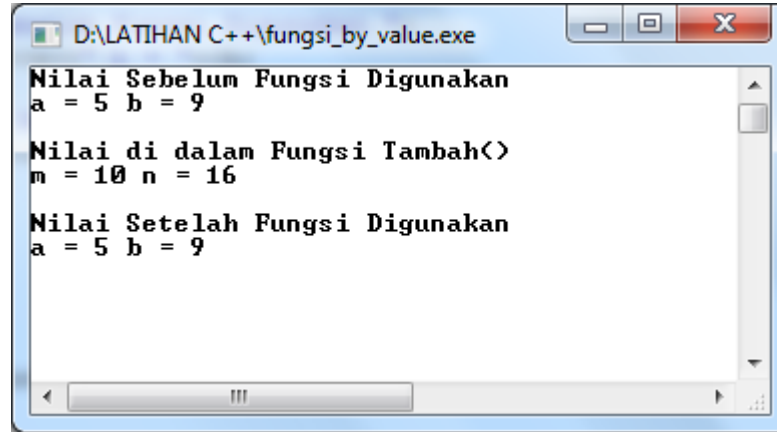 D:\LATIHAN C++\fungsi_by_value.exe
Nilai Sebelum Fungsi Digunakan
a = 5 b = 9
Nilai di dalam Fungsi Tambah()
m = 10 n = 16
Nilai Setelah Fungsi Digunakan
a = 5 b = 9